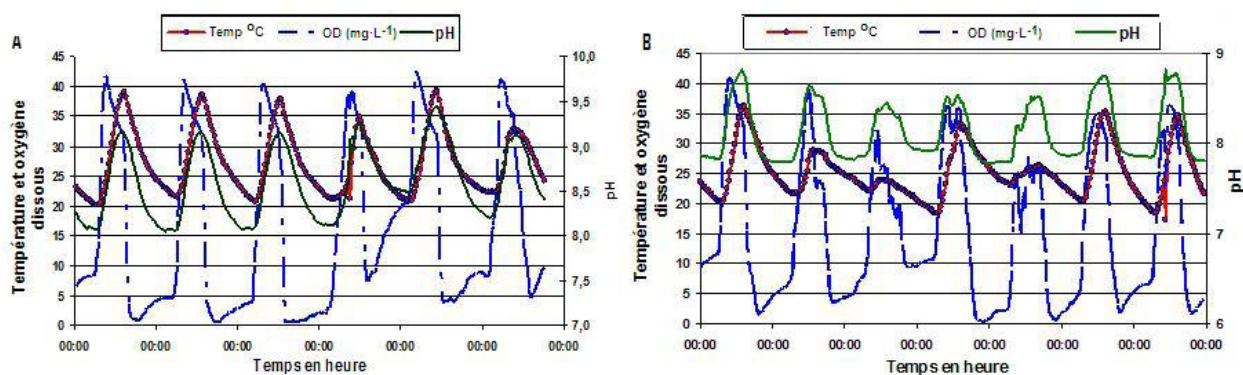 A
Temp °C
OD (mg·L-1)
pH
Température et oxygène dissous
45
40
35
30
25
20
15
10
5
0
10,0
9,5
9,0
8,5
8,0
7,5
7,0
pH
00:00 00:00 00:00 00:00 00:00 00:00 00:00
Temps en heure
B
Temp °C
OD (mg·L-1)
pH
Température et oxygène dissous
45
40
35
30
25
20
15
10
5
0
9
8
7
6
pH
00:00 00:00 00:00 00:00 00:00 00:00 00:00 00:00
Temps en heure